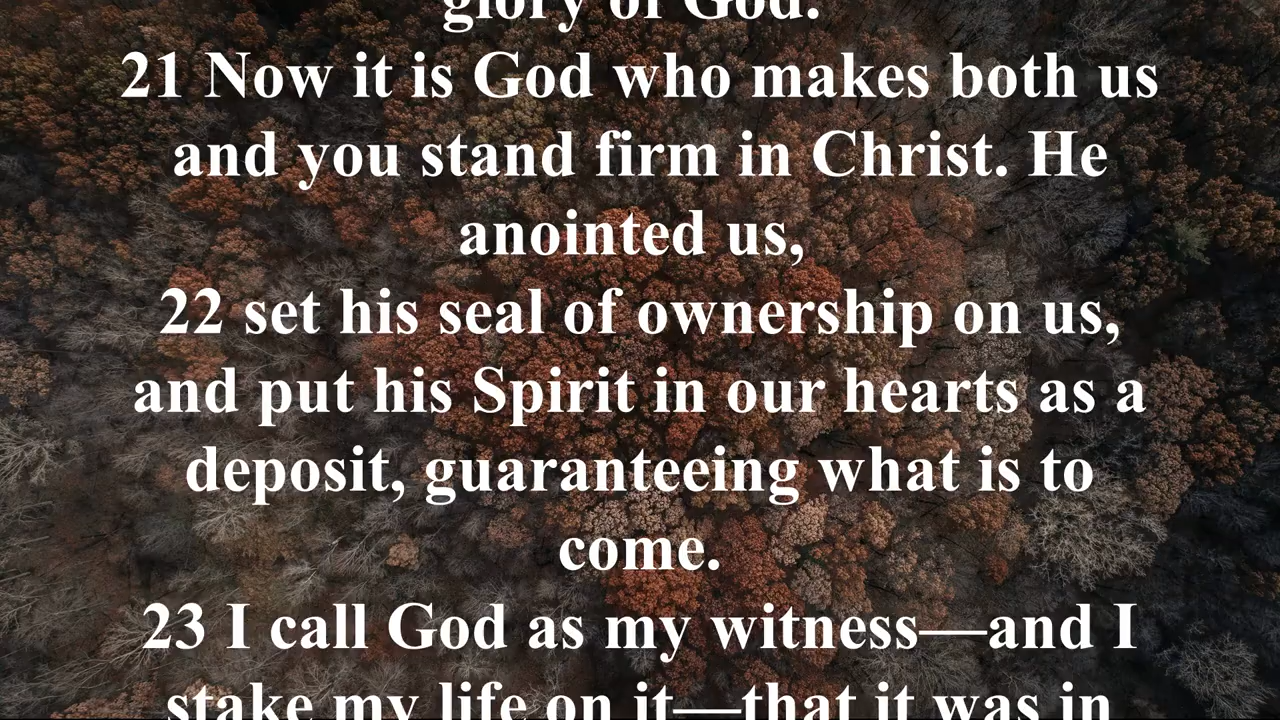 glory of God.
21 Now it is God who makes both us
and you stand firm in Christ. He
anointed us,
22 set his seal of ownership on us,
and put his Spirit in our hearts as a
deposit, guaranteeing what is to
come.
23 I call God as my witness—and I
stake my life on it—that it was in